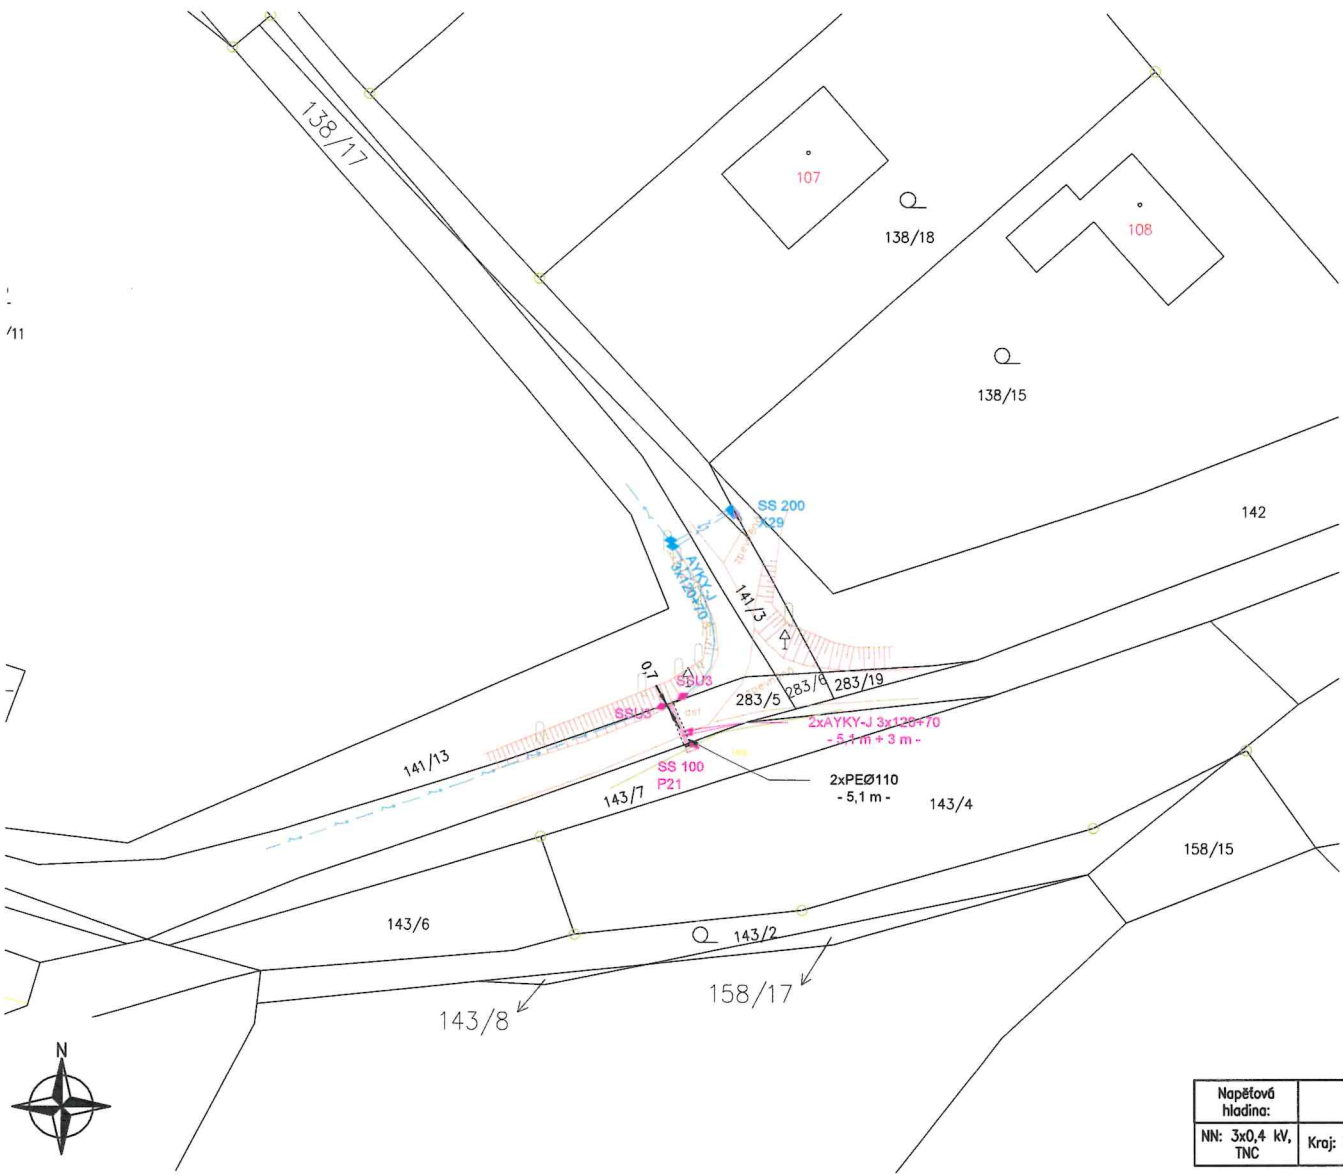 138/17
107
138/18
108
/11
138/15
SS 200
X29
142
AYKY-J
3x120+70
141/3
0,7
SSU3
SSU3
283/5
283/6
283/19
2xAYKY-J 3x120+70
- 5,1 m + 3 m -
141/13
SS 100
P21
2xPEØ110
- 5,1 m -
143/7
143/4
158/15
143/6
143/2
158/17
143/8
N
Napěťová
hladina:
NN: 3x0,4 kV,
TNC
Kraj: